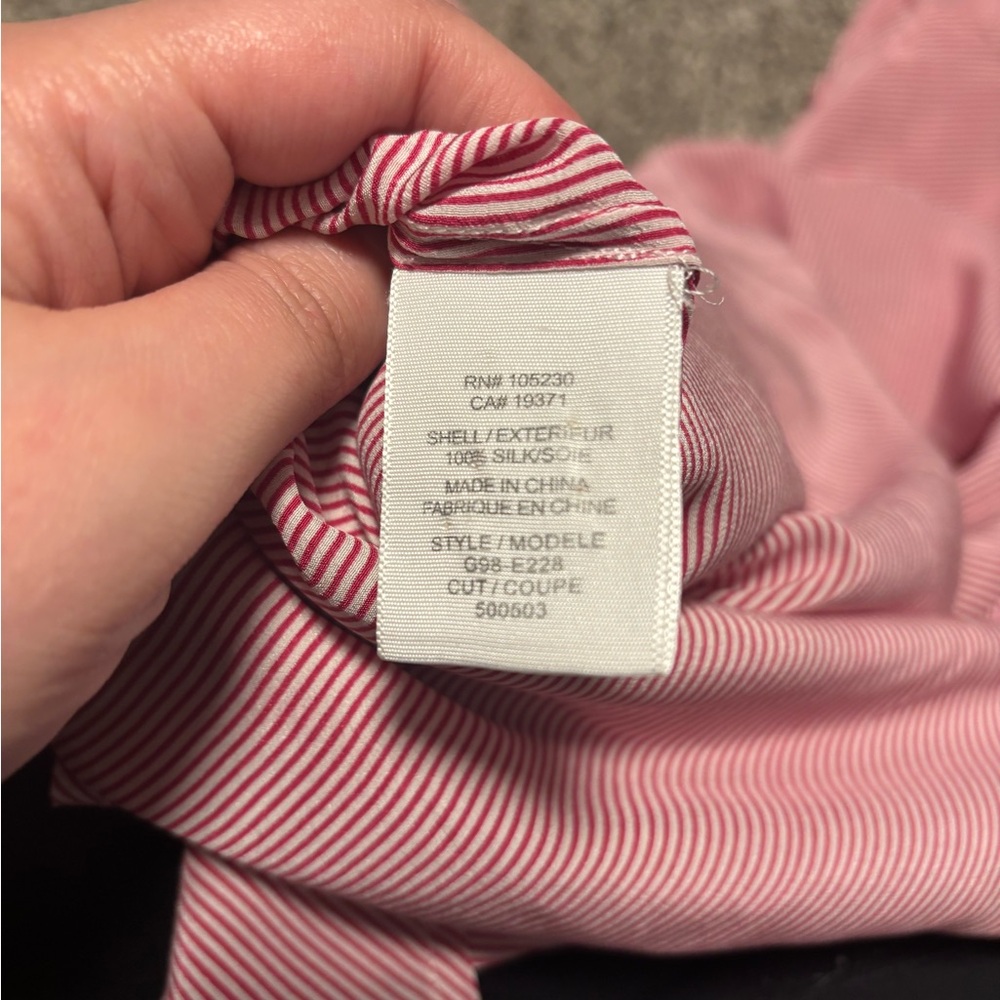 RN# 105230
CA# 19371
SHELL / EXTERIEUR
100% SILK/SOIE
MADE IN CHINA
FABRIQUE EN CHINE
STYLE / MODELE
G98-E228
CUT / COUPE
500503